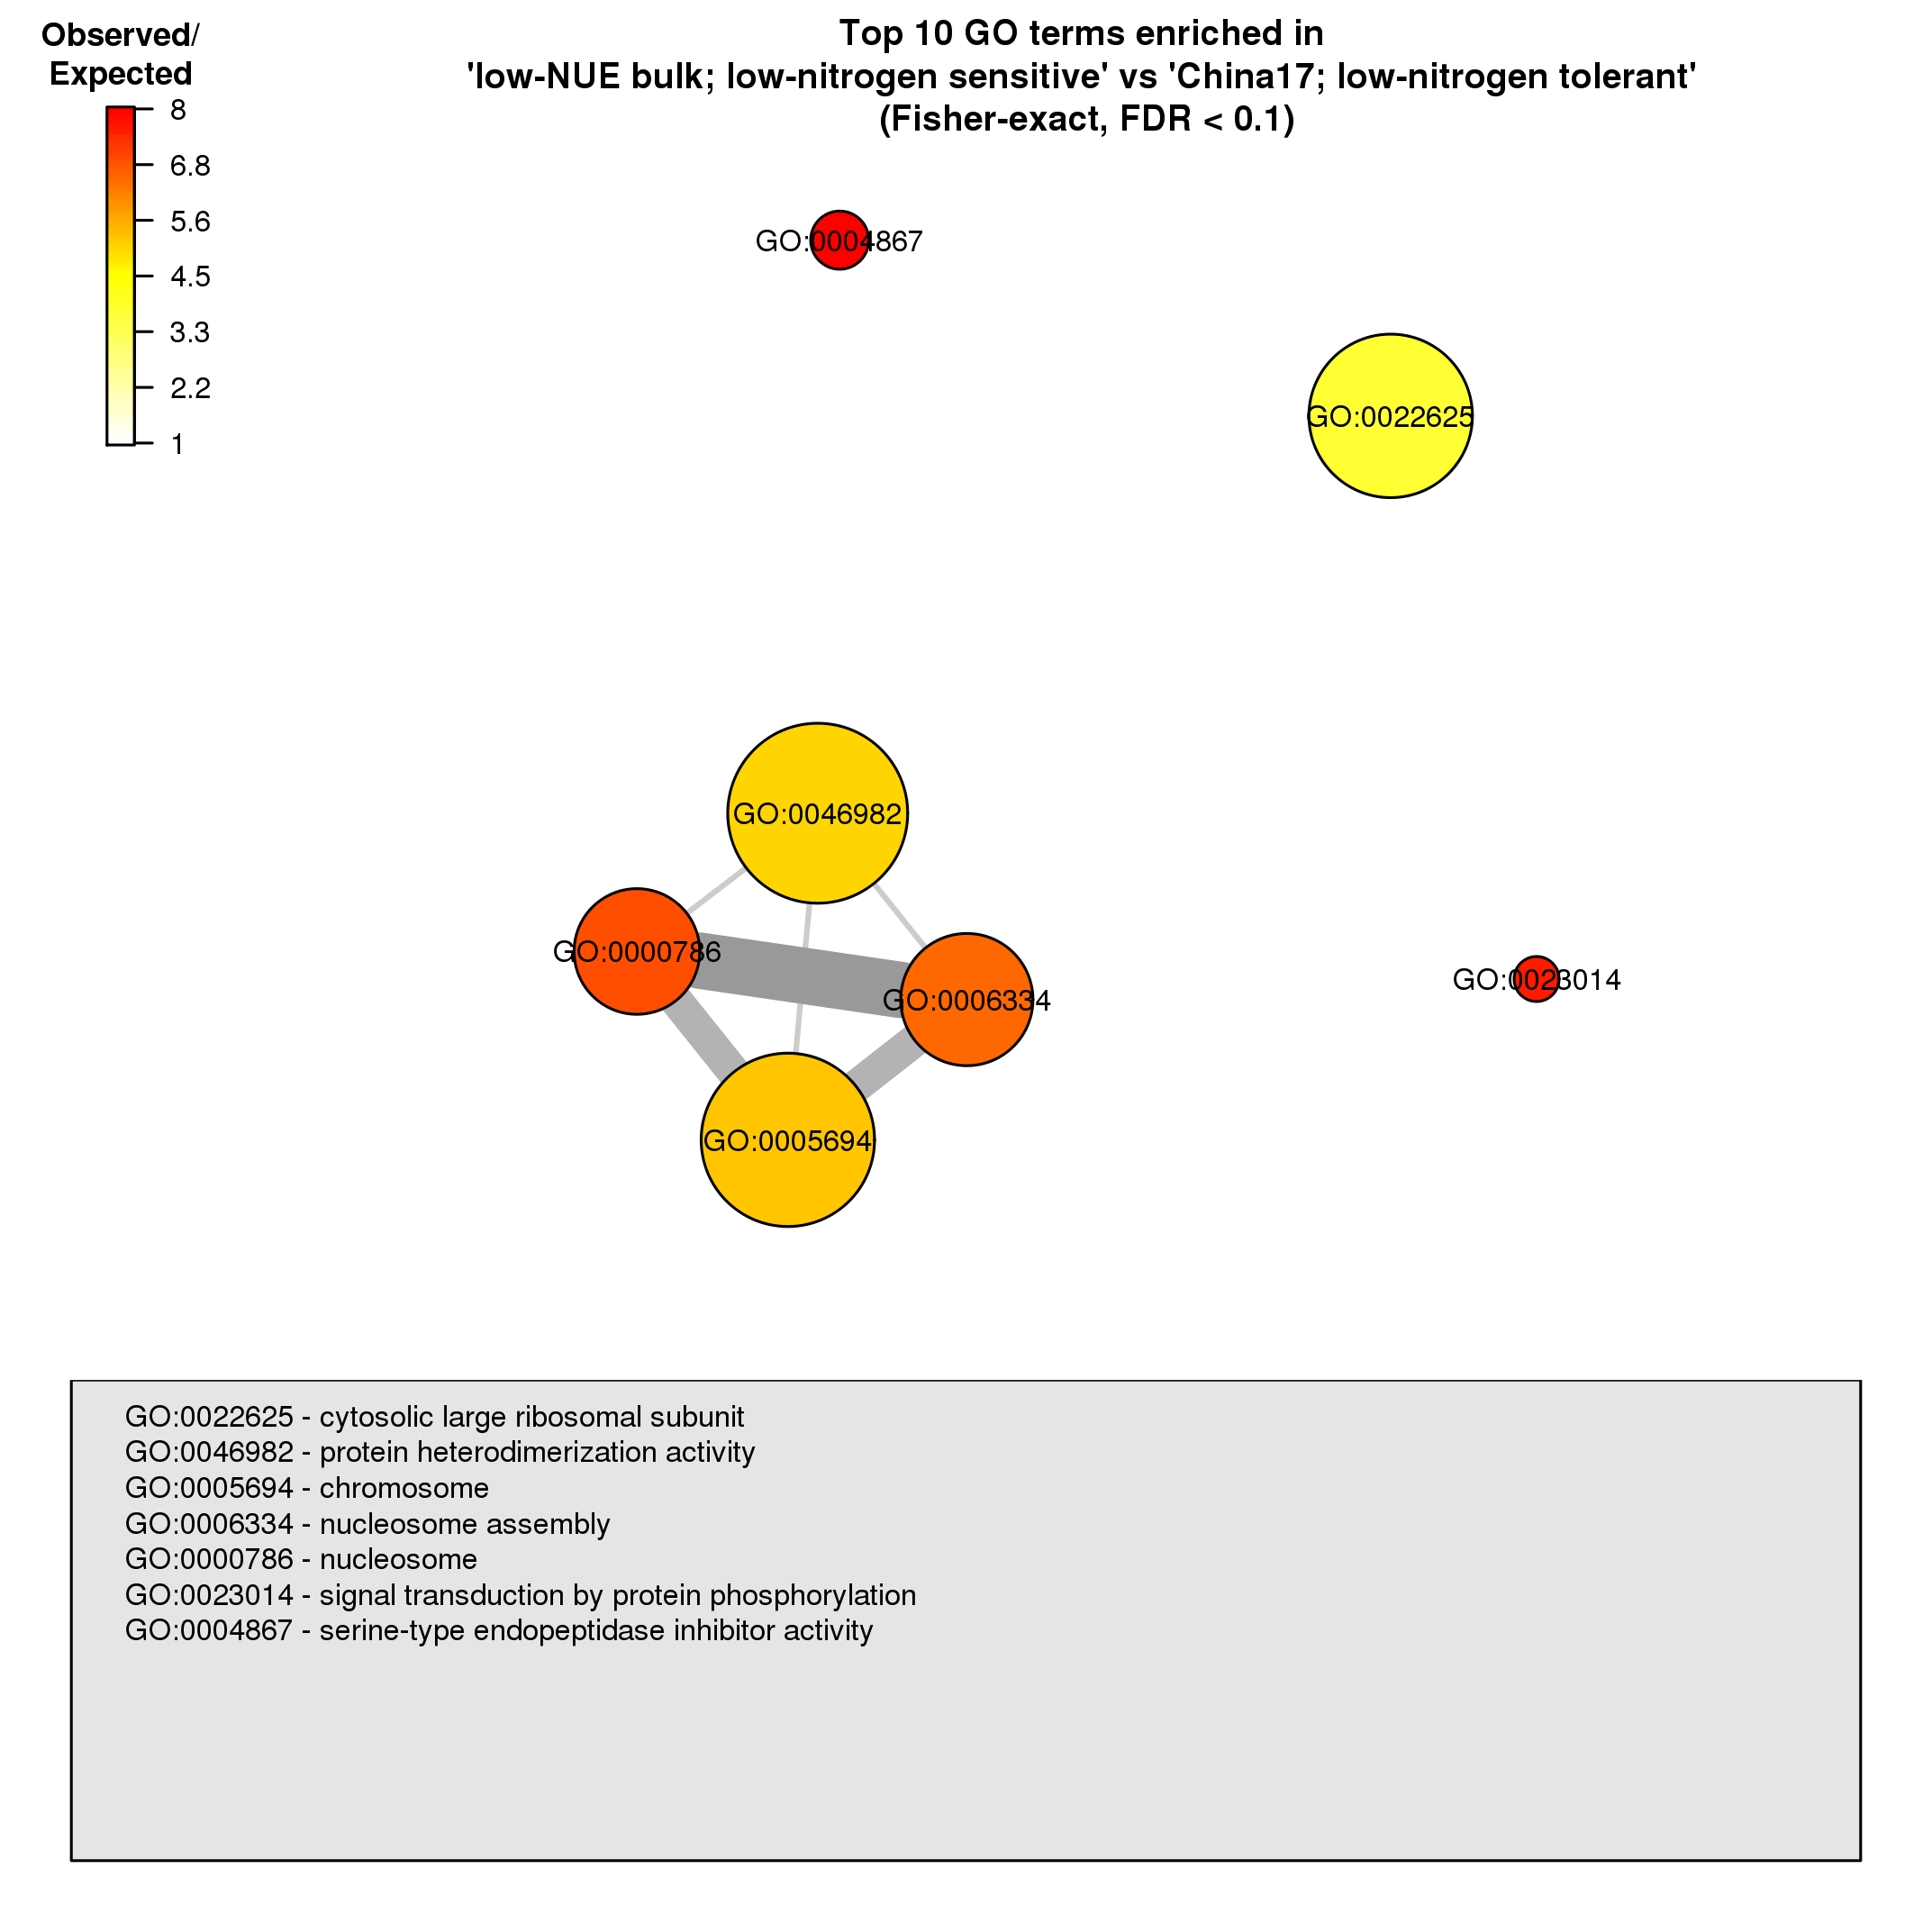 Observed/
Expected
8
6.8
5.6
4.5
3.3
2.2
1
Top 10 GO terms enriched in
'low-NUE bulk; low-nitrogen sensitive' vs 'China17; low-nitrogen tolerant'
(Fisher-exact, FDR < 0.1)
GO:0004867
GO:0022625
GO:0046982
GO:0000786
GO:0006334
GO:0023014
GO:0005694
GO:0022625 - cytosolic large ribosomal subunit
GO:0046982 - protein heterodimerization activity
GO:0005694 - chromosome
GO:0006334 - nucleosome assembly
GO:0000786 - nucleosome
GO:0023014 - signal transduction by protein phosphorylation
GO:0004867 - serine-type endopeptidase inhibitor activity